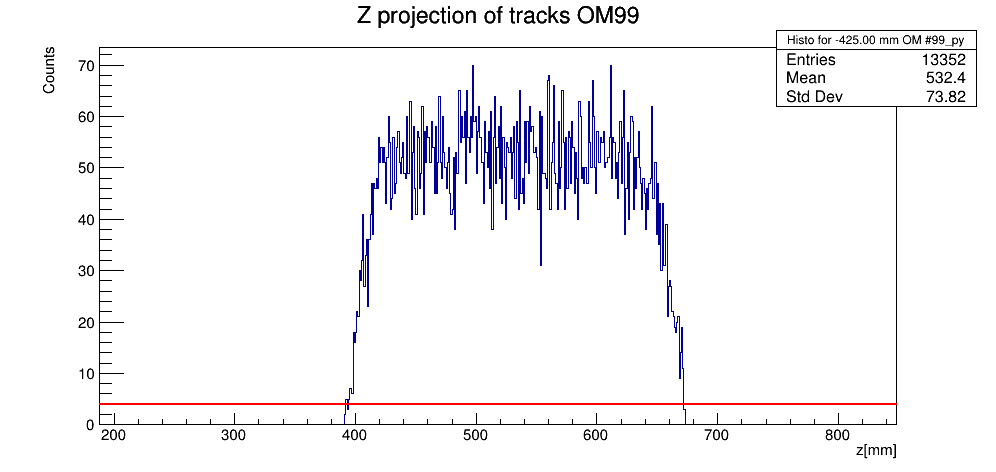 Z projection of tracks OM99
Histo for -425.00 mm OM #99_py
Entries 13352
Mean 532.4
Std Dev 73.82
Counts
70
60
50
40
30
20
10
0
200 300 400 500 600 700 800
z[mm]